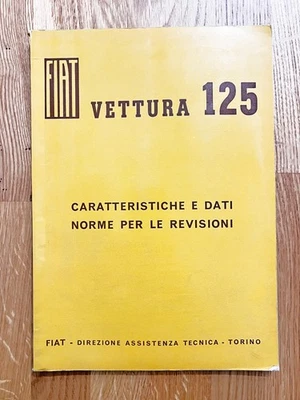 FIAT VETTURA 125
CARATTERISTICHE E DATI
NORME PER LE REVISIONI
FIAT - DIREZIONE ASSISTENZA TECNICA - TORINO